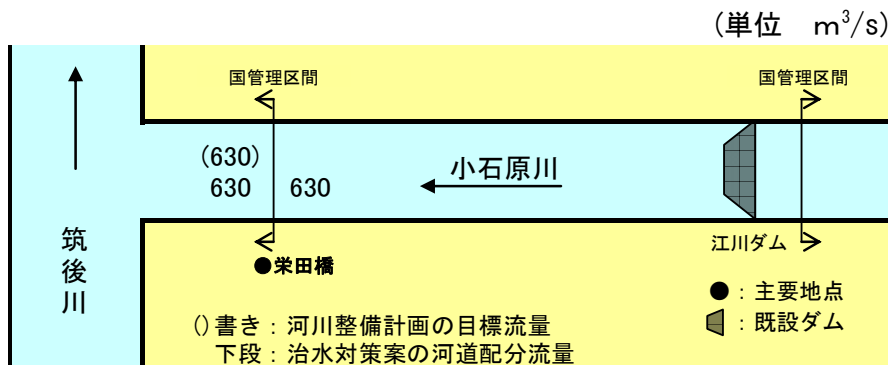 (単位　m³/s)
国管理区間
国管理区間
(630)
630
630
小石原川
筑後川
●栄田橋
江川ダム
●：主要地点
：既設ダム
()書き：河川整備計画の目標流量
下段：治水対策案の河道配分流量